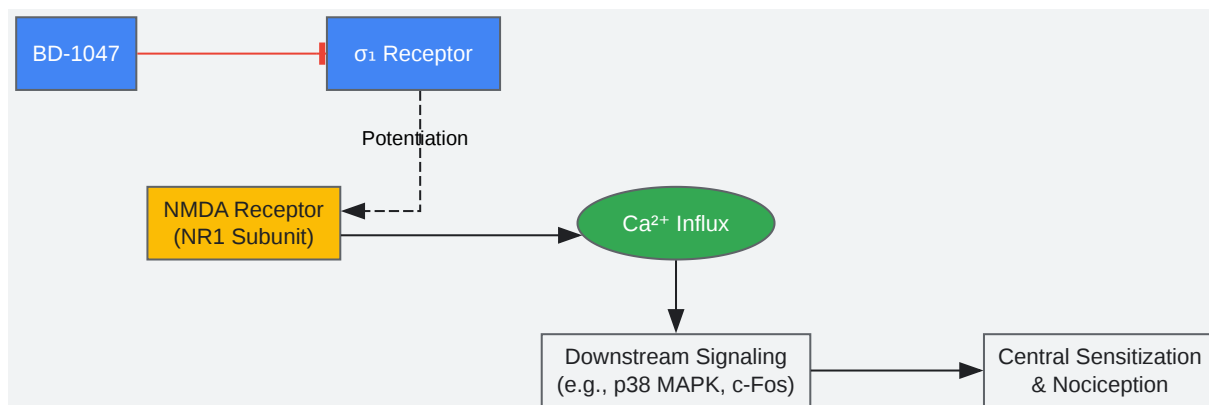 BD-1047
σ₁ Receptor
Potentiation
NMDA Receptor
(NR1 Subunit)
Ca²⁺ Influx
Downstream Signaling
(e.g., p38 MAPK, c-Fos)
Central Sensitization
& Nociception